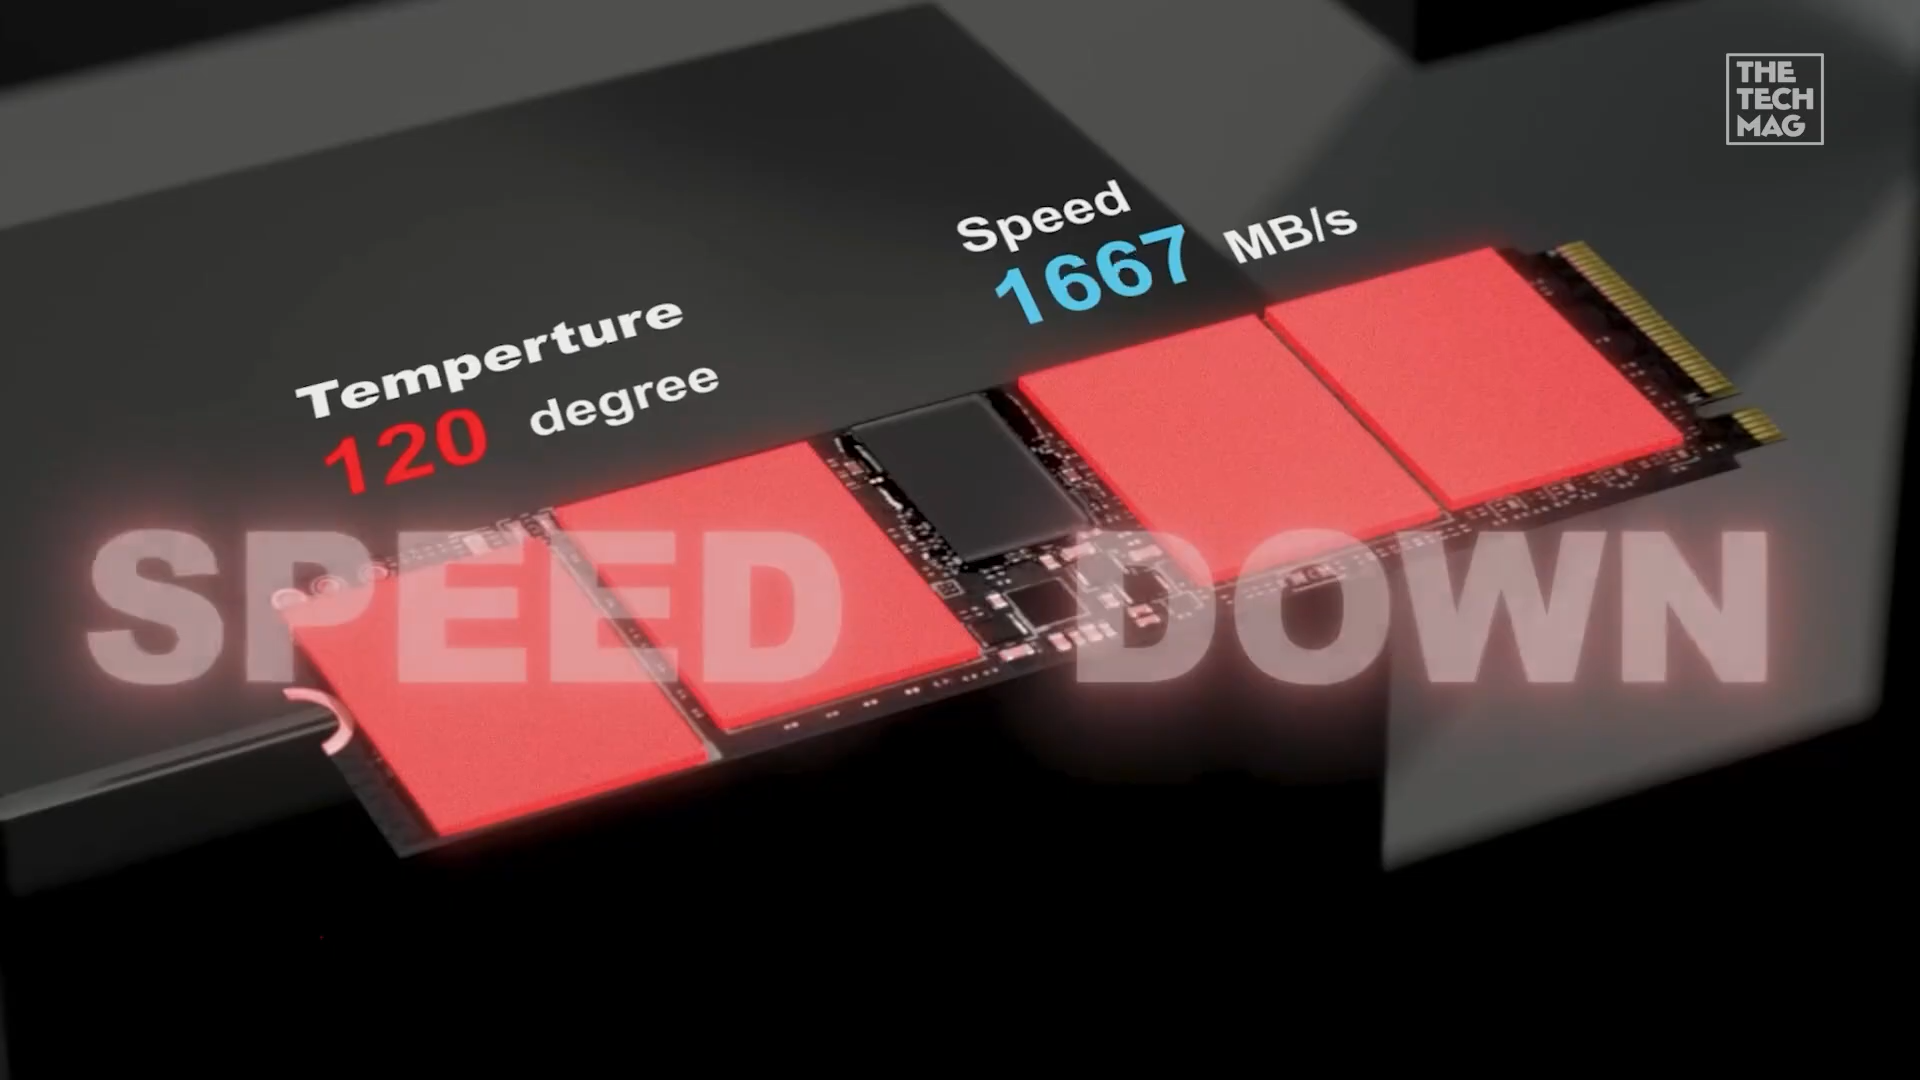 THE
TECH
MAG
Speed
1667 MB/s
Temperture
120 degree
SPEED DOWN